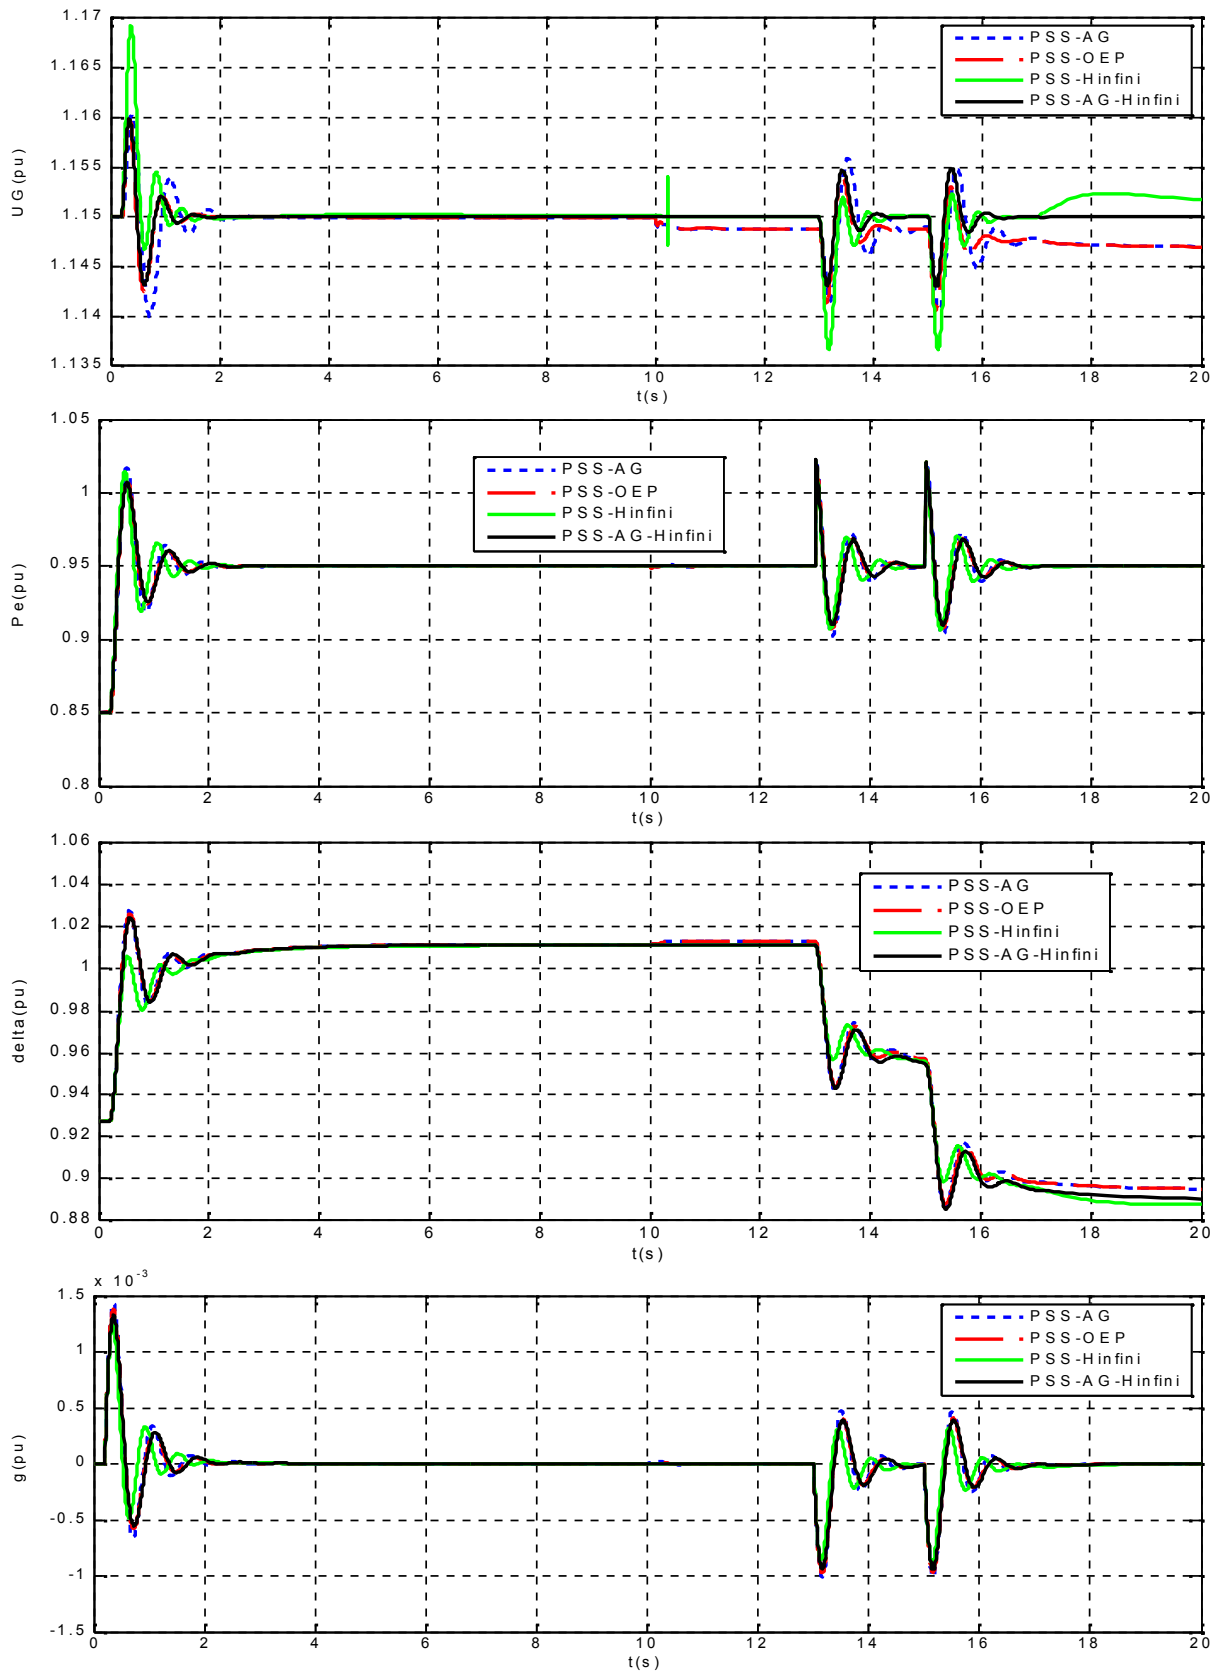 1.17
1.165
1.16
1.155
1.15
1.145
1.14
1.135
UG(pu)
PSS-AG
PSS-OEP
PSS-Hinfini
PSS-AG-Hinfini
0 2 4 6 8 10 12 14 16 18 20
t(s)
1.05
1
0.95
0.9
0.85
0.8
Pe(pu)
PSS-AG
PSS-OEP
PSS-Hinfini
PSS-AG-Hinfini
0 2 4 6 8 10 12 14 16 18 20
t(s)
1.06
1.04
1.02
1
0.98
0.96
0.94
0.92
0.9
0.88
delta(pu)
PSS-AG
PSS-OEP
PSS-Hinfini
PSS-AG-Hinfini
0 2 4 6 8 10 12 14 16 18 20
t(s)
x 10-3
1.5
1
0.5
0
-0.5
-1
-1.5
g(pu)
PSS-AG
PSS-OEP
PSS-Hinfini
PSS-AG-Hinfini
0 2 4 6 8 10 12 14 16 18 20
t(s)